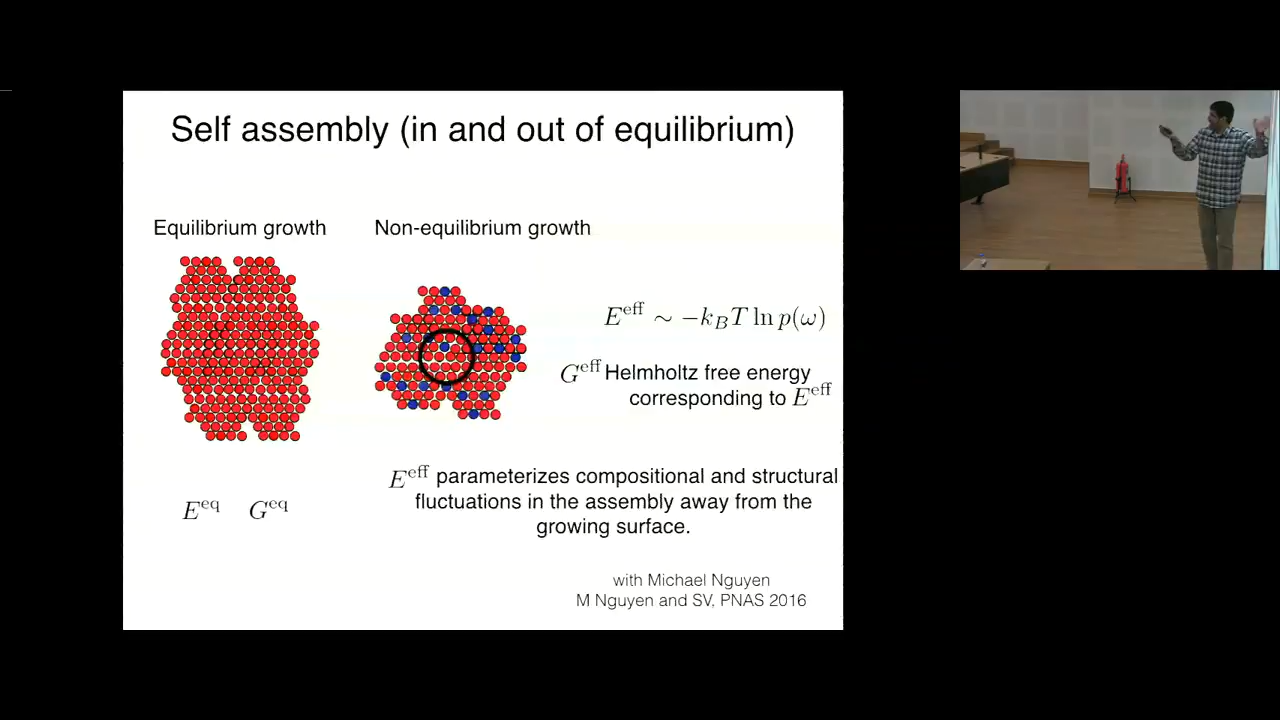 Self assembly (in and out of equilibrium)
Equilibrium growth
Non-equilibrium growth
E^eff ∼ −k_B T ln p(ω)
G^eff Helmholtz free energy
corresponding to E^eff
E^eff parameterizes compositional and structural
fluctuations in the assembly away from the
growing surface.
E^eq G^eq
with Michael Nguyen
M Nguyen and SV, PNAS 2016